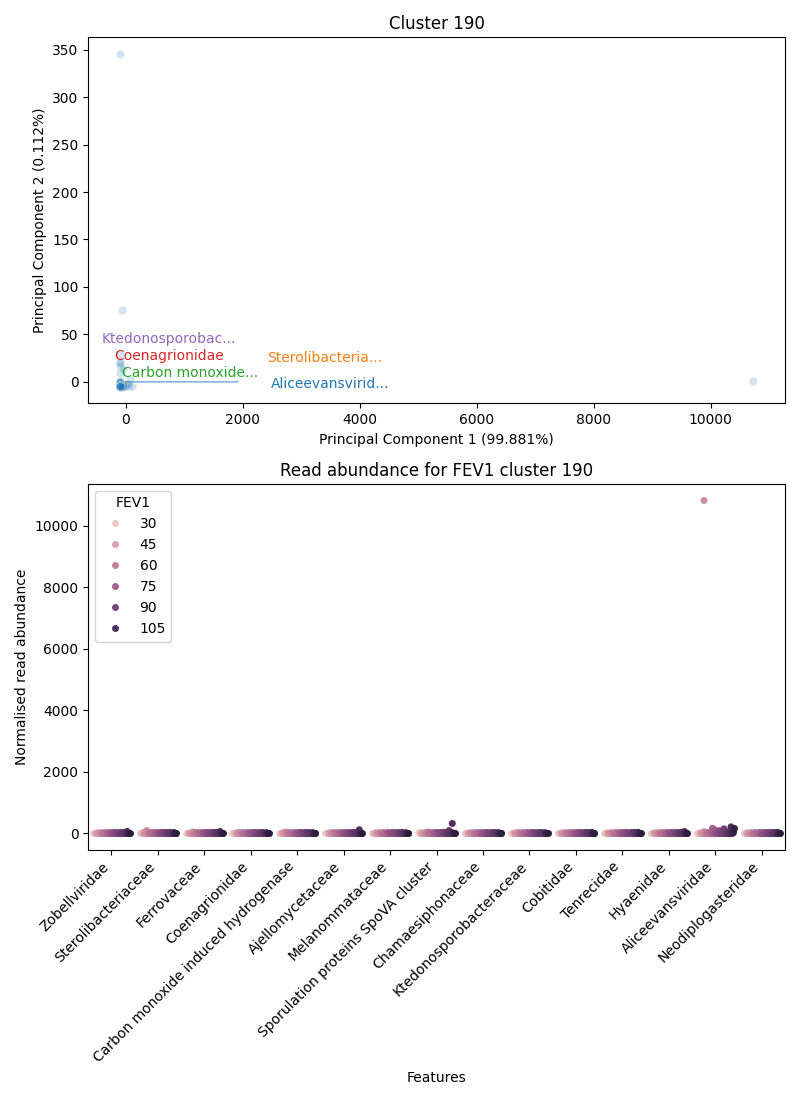 Cluster 190
350
300
250
200
150
100
50
0
Principal Component 2 (0.112%)
Ktedonosporobac...
Coenagrionidae
Sterolibacteria...
Carbon monoxide...
Aliceevansvirid...
0
2000
4000
6000
8000
10000
Principal Component 1 (99.881%)
Read abundance for FEV1 cluster 190
FEV1
30
45
60
75
90
105
10000
8000
6000
4000
2000
0
Normalised read abundance
Zobellviridae
Sterolibacteriaceae
Ferrovaceae
Coenagrionidae
Carbon monoxide induced hydrogenase
Ajellomycetaceae
Melanommataceae
Sporulation proteins SpoVA cluster
Chamaesiphonaceae
Ktedonosporobacteraceae
Cobitidae
Tenrecidae
Hyaenidae
Aliceevansviridae
Neodiplogasteridae
Features